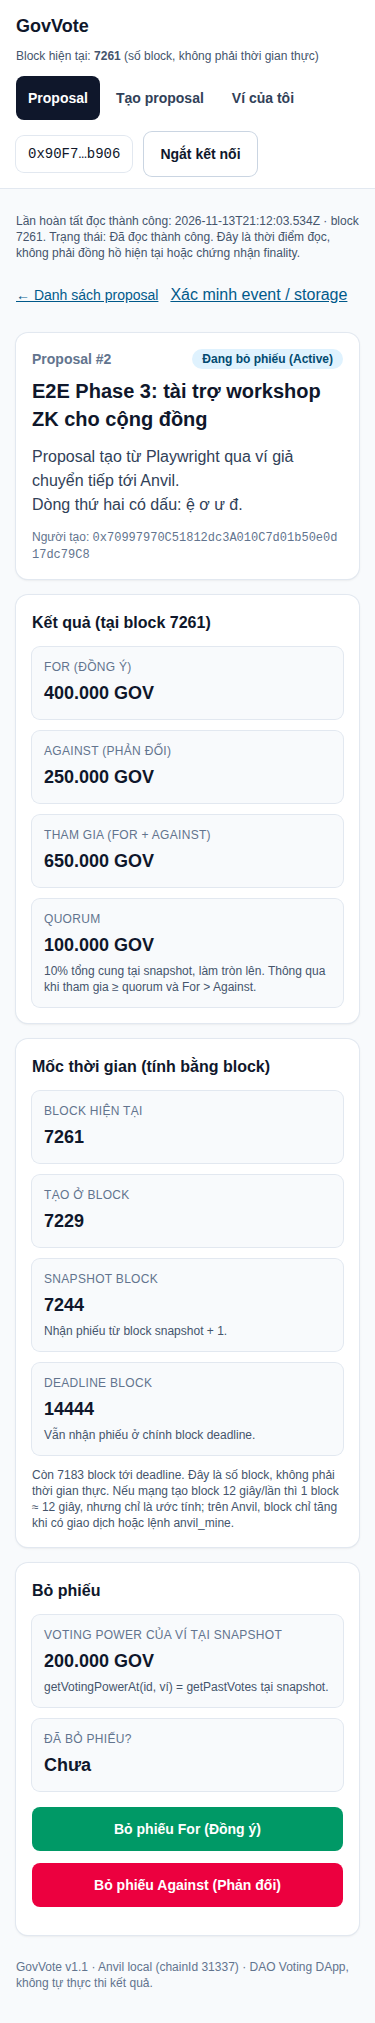 GovVote
Block hiện tại: 7261 (số block, không phải thời gian thực)
Proposal
Tạo proposal
Ví của tôi
0x90F7…b906
Ngắt kết nối
Lần hoàn tất đọc thành công: 2026-11-13T21:12:03.534Z · block
7261. Trạng thái: Đã đọc thành công. Đây là thời điểm đọc,
không phải đồng hồ hiện tại hoặc chứng nhận finality.
← Danh sách proposal Xác minh event / storage
Proposal #2
Đang bỏ phiếu (Active)
E2E Phase 3: tài trợ workshop
ZK cho cộng đồng
Proposal tạo từ Playwright qua ví giả
chuyển tiếp tới Anvil.
Dòng thứ hai có dấu: ệ ơ ư đ.
Người tạo: 0x70997970C51812dc3A010C7d01b50e0d
17dc79C8
Kết quả (tại block 7261)
FOR (ĐỒNG Ý)
400.000 GOV
AGAINST (PHẢN ĐỐI)
250.000 GOV
THAM GIA (FOR + AGAINST)
650.000 GOV
QUORUM
100.000 GOV
10% tổng cung tại snapshot, làm tròn lên. Thông qua
khi tham gia ≥ quorum và For > Against.
Mốc thời gian (tính bằng block)
BLOCK HIỆN TẠI
7261
TẠO Ở BLOCK
7229
SNAPSHOT BLOCK
7244
Nhận phiếu từ block snapshot + 1.
DEADLINE BLOCK
14444
Vẫn nhận phiếu ở chính block deadline.
Còn 7183 block tới deadline. Đây là số block, không phải
thời gian thực. Nếu mạng tạo block 12 giây/lần thì 1 block
≈ 12 giây, nhưng chỉ là ước tính; trên Anvil, block chỉ tăng
khi có giao dịch hoặc lệnh anvil_mine.
Bỏ phiếu
VOTING POWER CỦA VÍ TẠI SNAPSHOT
200.000 GOV
getVotingPowerAt(id, ví) = getPastVotes tại snapshot.
ĐÃ BỎ PHIẾU?
Chưa
Bỏ phiếu For (Đồng ý)
Bỏ phiếu Against (Phản đối)
GovVote v1.1 · Anvil local (chainId 31337) · DAO Voting DApp,
không tự thực thi kết quả.